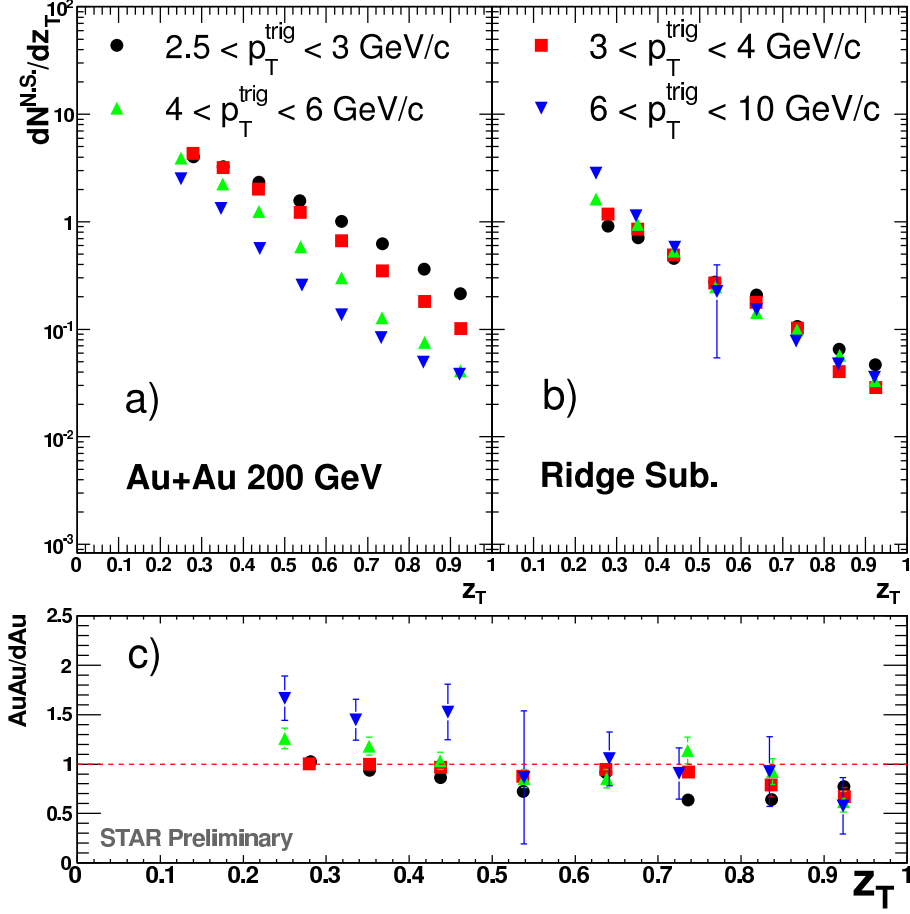 dN^N.S./dz_T
10^2
10
1
10^-1
10^-2
10^-3
2.5 < p_T^trig < 3 GeV/c
4 < p_T^trig < 6 GeV/c
3 < p_T^trig < 4 GeV/c
6 < p_T^trig < 10 GeV/c
a)
b)
Au+Au 200 GeV
Ridge Sub.
0 0.1 0.2 0.3 0.4 0.5 0.6 0.7 0.8 0.9 1
0.1 0.2 0.3 0.4 0.5 0.6 0.7 0.8 0.9 1
z_T
z_T
AuAu/dAu
2.5
2
1.5
1
0.5
0
c)
STAR Preliminary
0 0.1 0.2 0.3 0.4 0.5 0.6 0.7 0.8 0.9 1
z_T